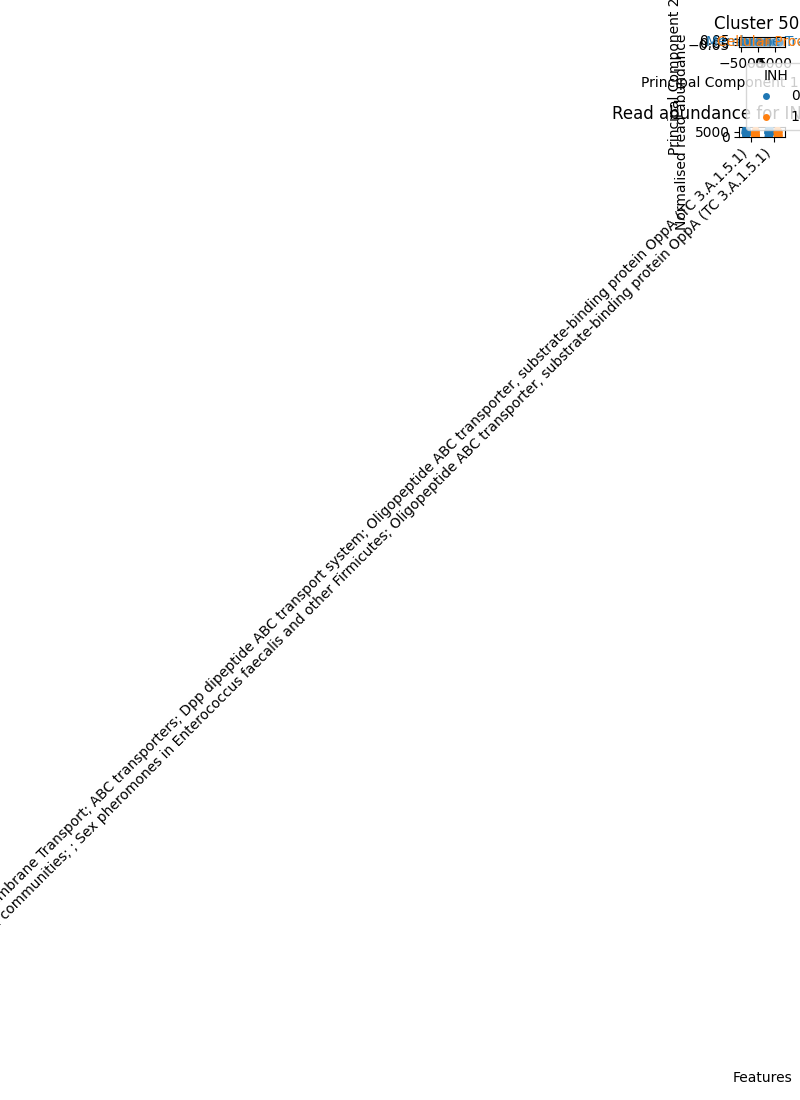 Cluster 50
Principal Component 2
−5000
5000
Principal Component 1
INH
0
1
Read abundance for IN
Normalised read abundance
5000
0
mbrane Transport; ABC transporters; Dpp dipeptide ABC transport system; Oligopeptide ABC transporter, substrate-binding protein OppA (TC 3.A.1.5.1)
communities; ; Sex pheromones in Enterococcus faecalis and other Firmicutes; Oligopeptide ABC transporter, substrate-binding protein OppA (TC 3.A.1.5.1)
Features